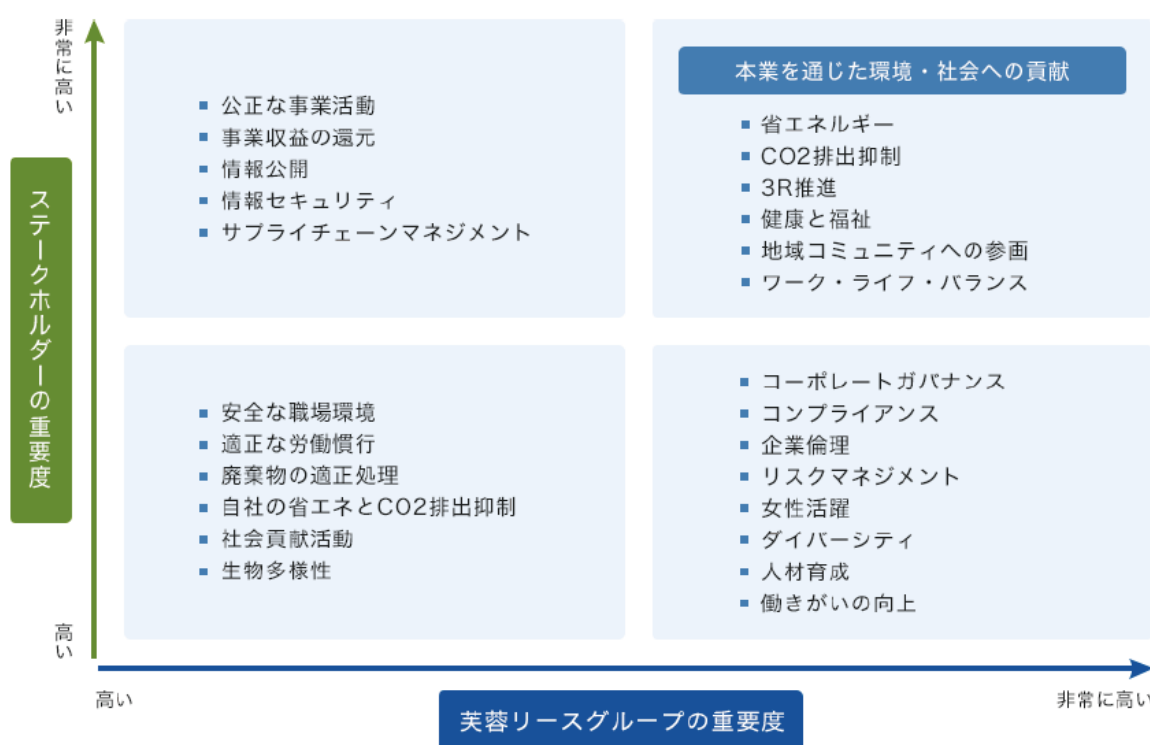 非常に高い
ステークホルダーの重要度
高い
公正な事業活動
事業収益の還元
情報公開
情報セキュリティ
サプライチェーンマネジメント
本業を通じた環境・社会への貢献
省エネルギー
CO2排出抑制
3R推進
健康と福祉
地域コミュニティへの参画
ワーク・ライフ・バランス
安全な職場環境
適正な労働慣行
廃棄物の適正処理
自社の省エネとCO2排出抑制
社会貢献活動
生物多様性
コーポレートガバナンス
コンプライアンス
企業倫理
リスクマネジメント
女性活躍
ダイバーシティ
人材育成
働きがいの向上
高い
芙蓉リースグループの重要度
非常に高い